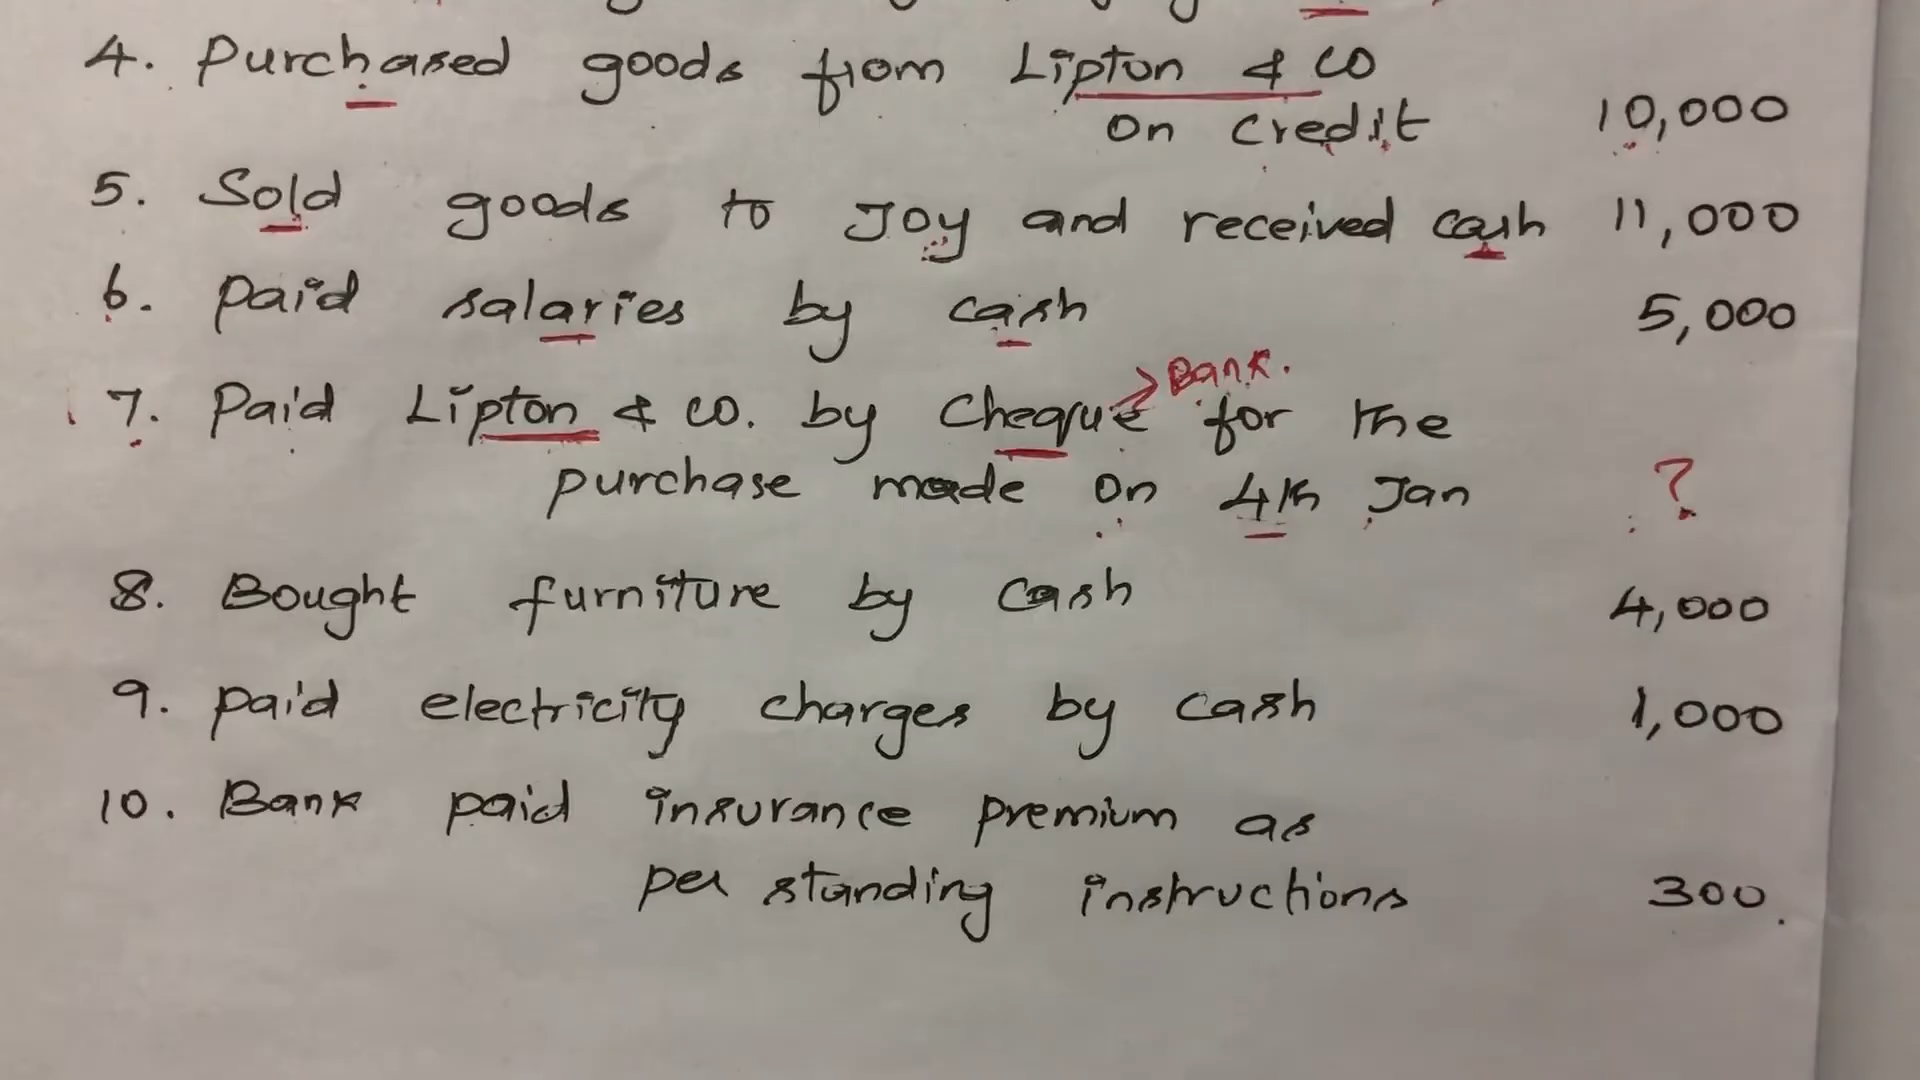 4. Purchased goods from Lipton & CO
on credit 10,000
5. Sold goods to Joy and received cash 11,000
6. Paid salaries by cash 5,000
Bank.
7. Paid Lipton & CO. by Cheque for the
purchase made on 4th Jan ?
8. Bought furniture by cash 4,000
9. Paid electricity charges by cash 1,000
10. Bank paid insurance premium as
per standing instructions 300.